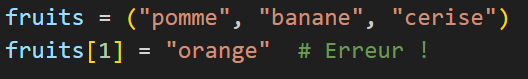 fruits = ("pomme", "banane", "cerise")
fruits[1] = "orange"  # Erreur !